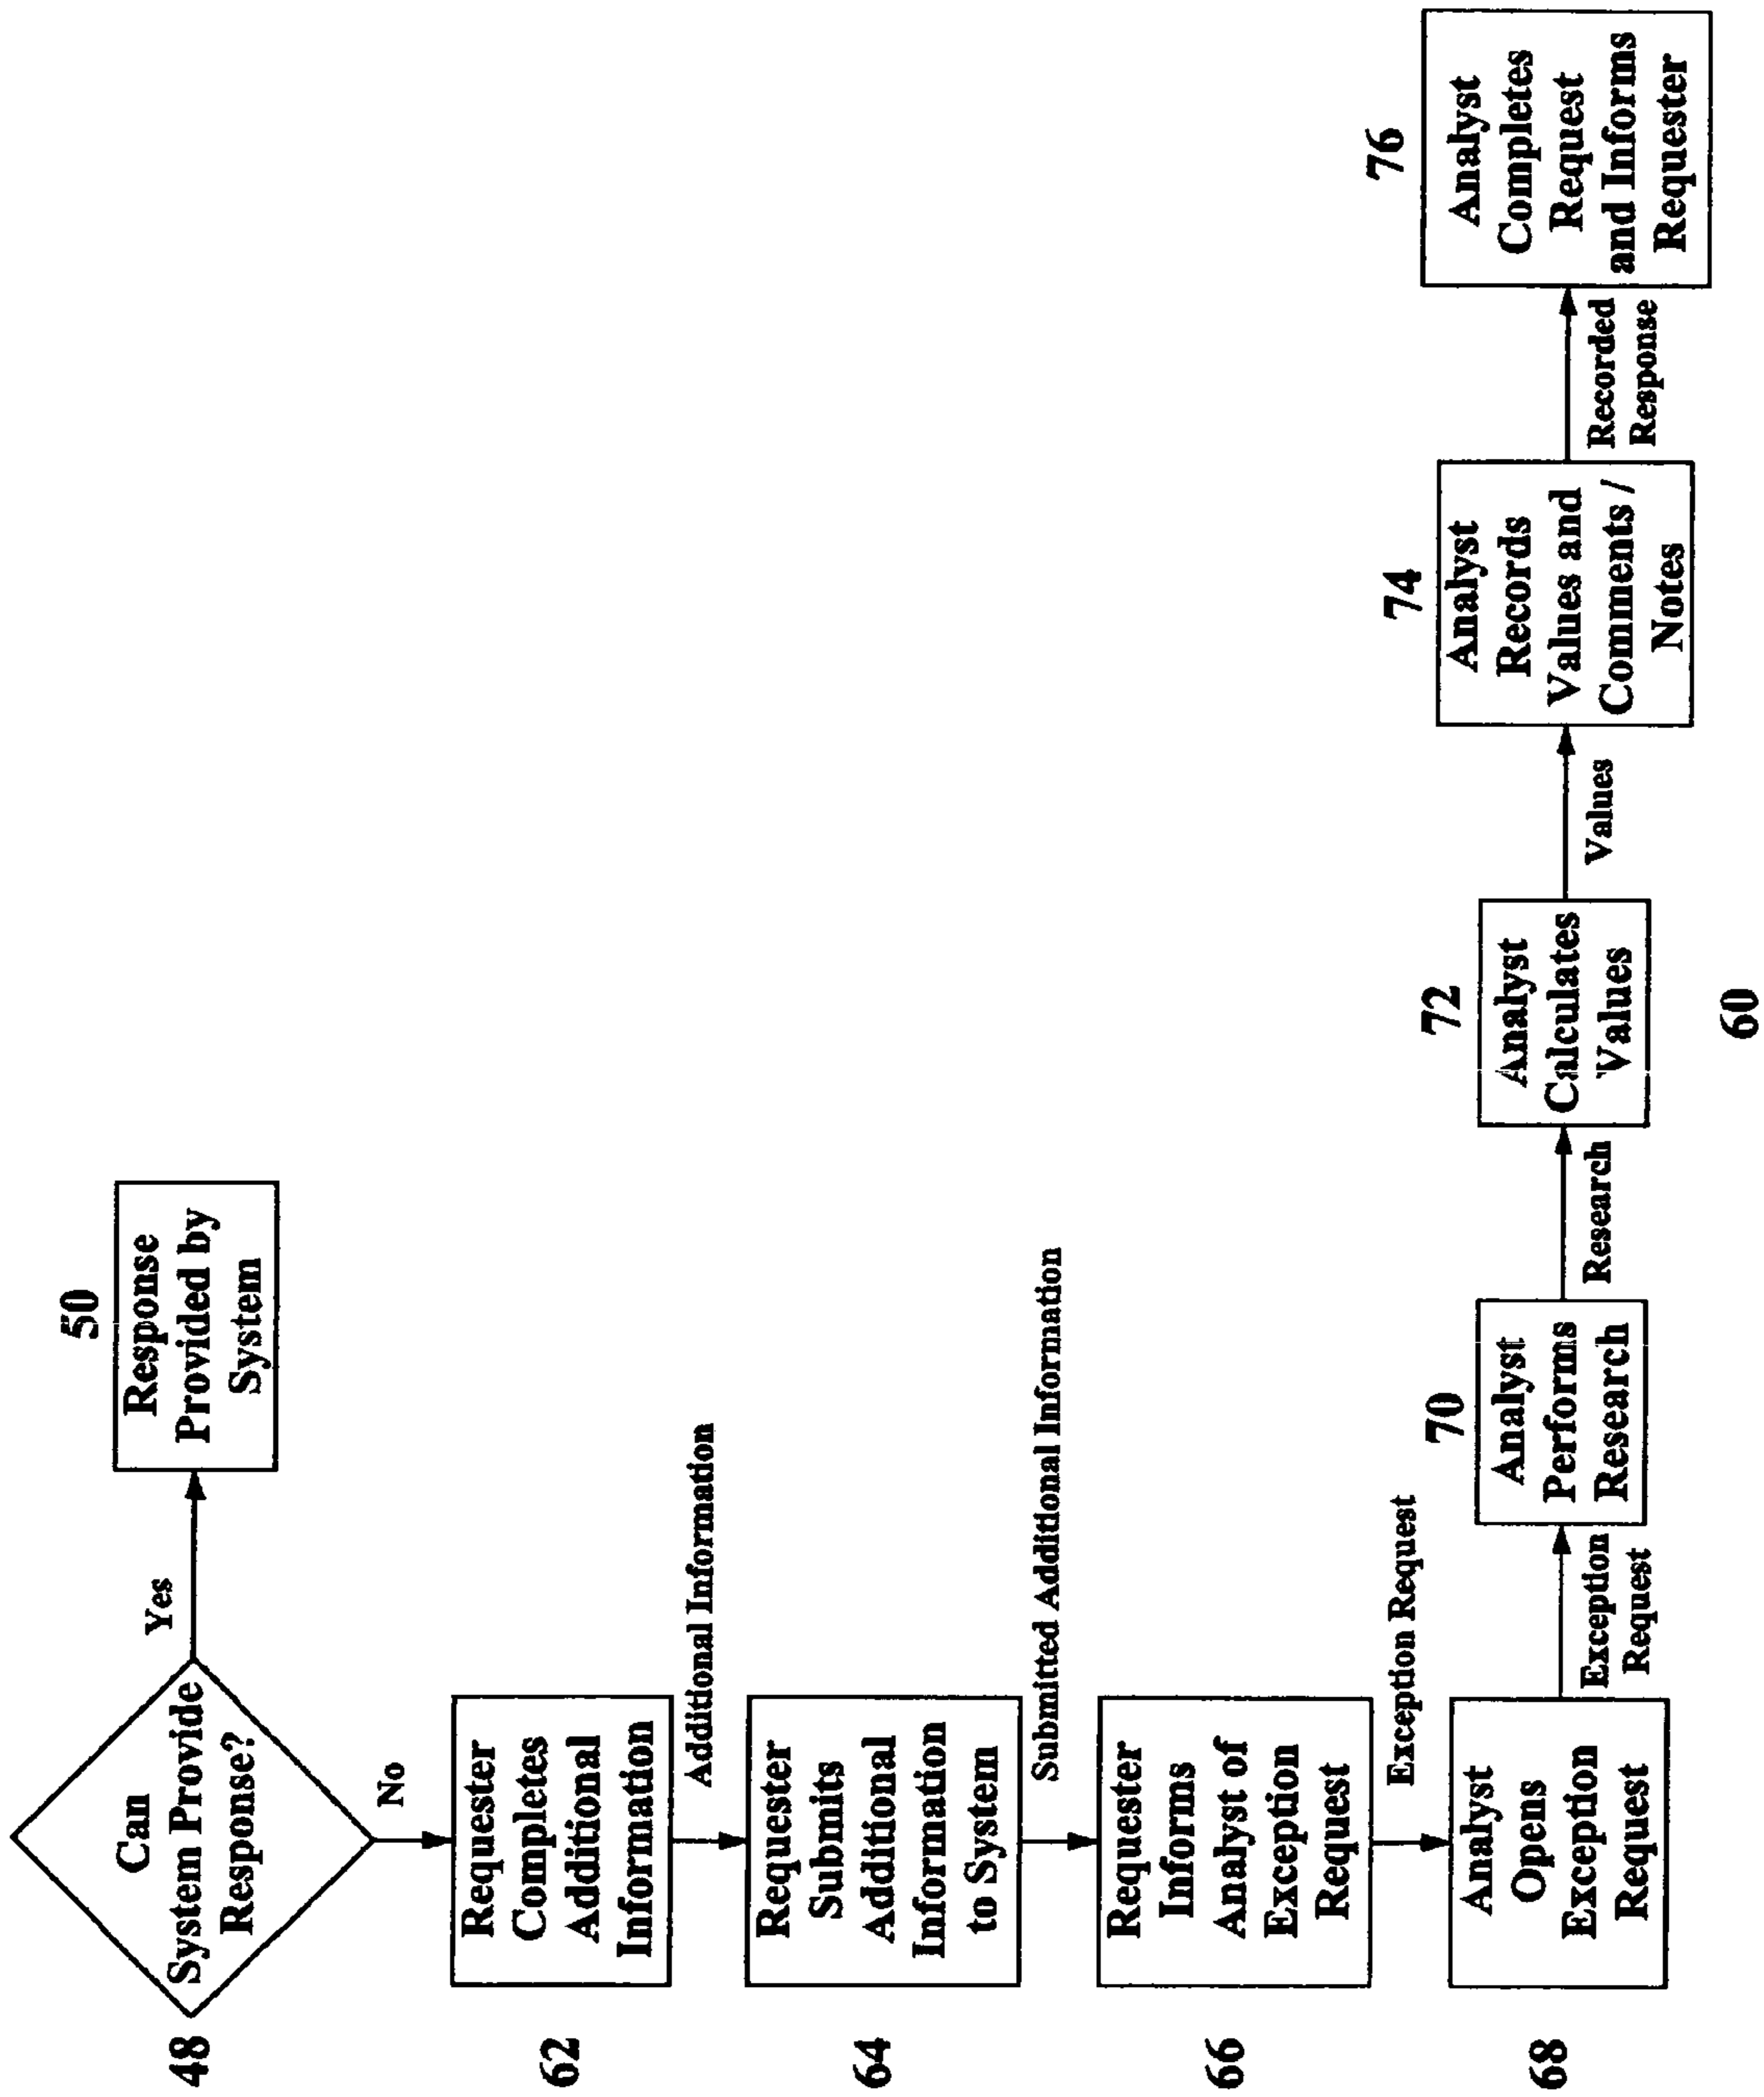 48
Can
System Provide
Response?
Yes
50
Response
Provided by
System
No
62
Requester
Completes
Additional
Information
Additional Information
64
Requester
Submits
Additional
Information
to System
Submitted Additional Information
66
Requester
Informs
Analyst of
Exception
Request
Exception Request
68
Analyst
Opens
Exception
Request
Exception
Request
70
Analyst
Performs
Research
Research
72
Analyst
Calculates
Values
Values
74
Analyst
Records
Values and
Comments /
Notes
Recorded
Response
76
Analyst
Completes
Request
and Informs
Requester
60